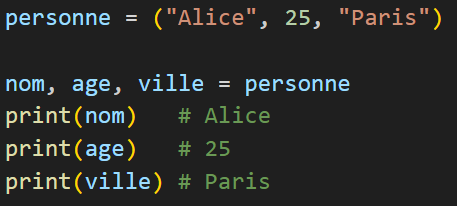 personne = ("Alice", 25, "Paris")

nom, age, ville = personne
print(nom)   # Alice
print(age)   # 25
print(ville) # Paris